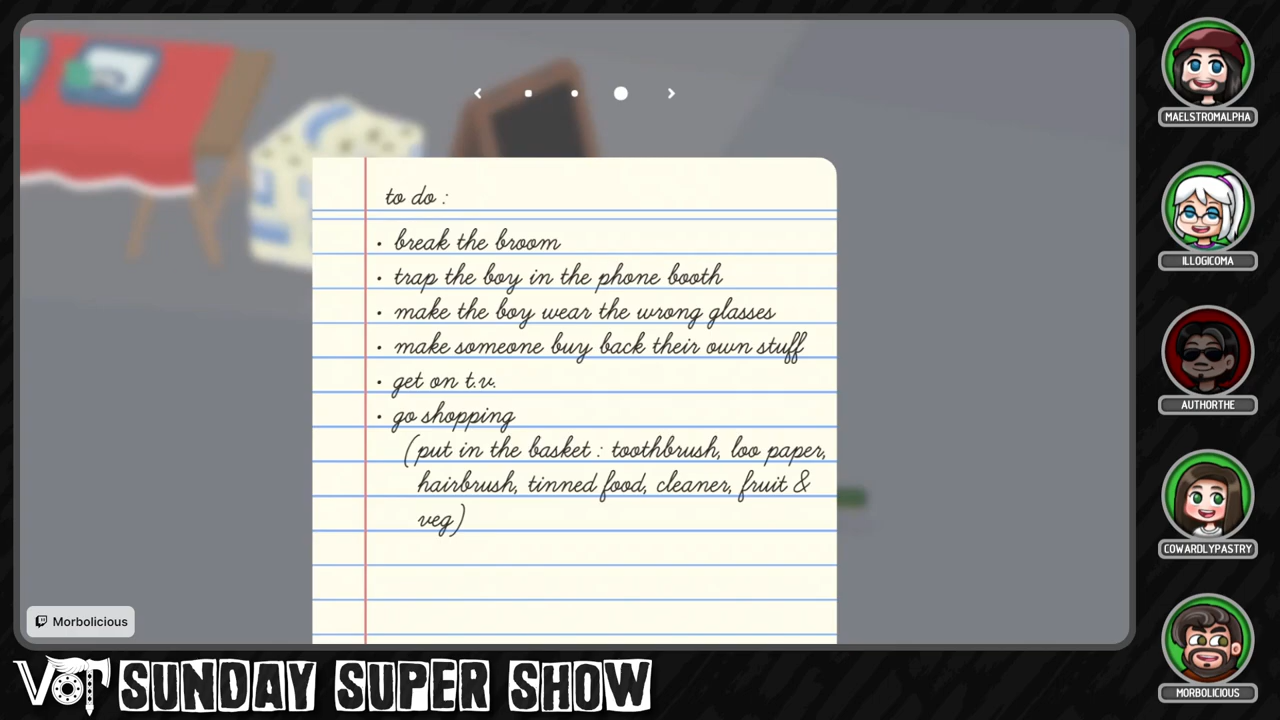 to do :
• break the broom
• trap the boy in the phone booth
• make the boy wear the wrong glasses
• make someone buy back their own stuff
• get on t.v.
• go shopping
(put in the basket : toothbrush, loo paper,
hairbrush, tinned food, cleaner, fruit &
veg)
Morbolicious
VOT SUNDAY SUPER SHOW
MAELSTROMALPHA
ILLOGICOMA
AUTHORTHE
COWARDLYPASTRY
MORBOLICIOUS